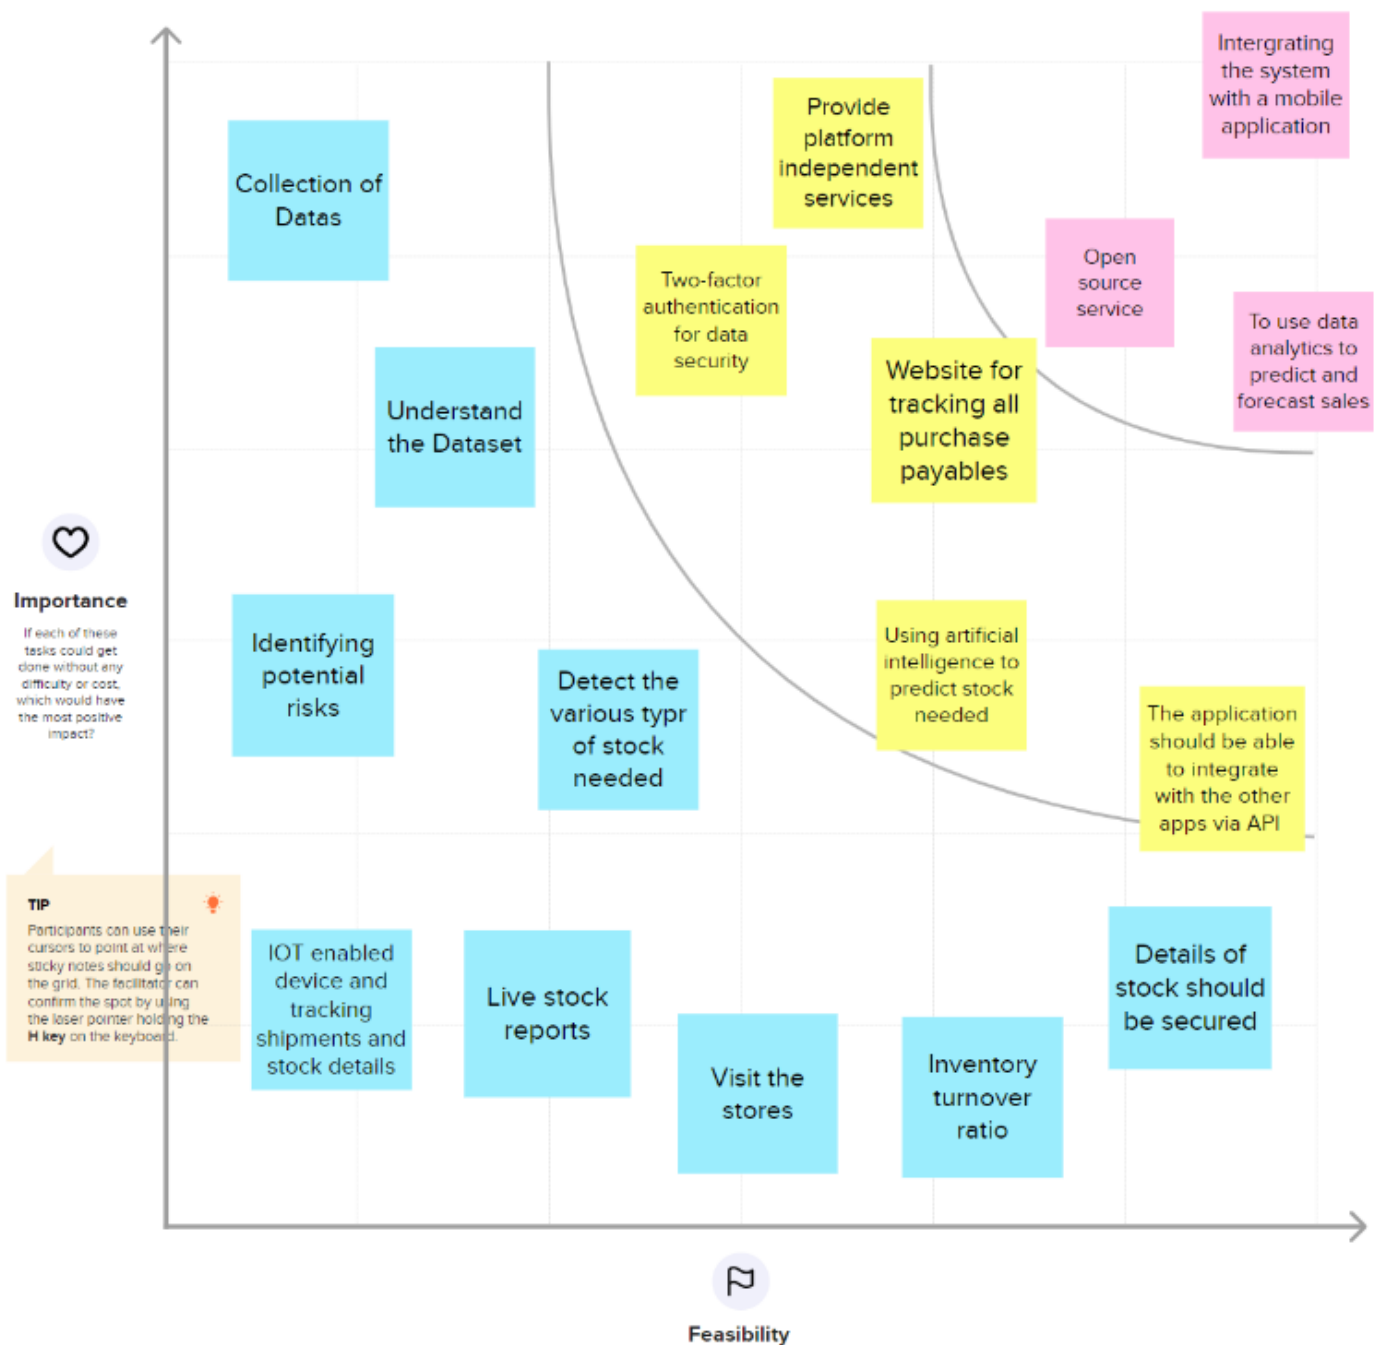 Intergrating
the system
with a mobile
application
Provide
platform
independent
services
Collection of
Datas
Open
source
service
Two-factor
authentication
for data
security
To use data
analytics to
predict and
forecast sales
Website for
tracking all
purchase
payables
Understand
the Dataset
Importance
If each of these
tasks could get
done without any
difficulty or cost,
which would have
the most positive
impact?
Identifying
potential
risks
Detect the
various typr
of stock
needed
Using artificial
intelligence to
predict stock
needed
The application
should be able
to integrate
with the other
apps via API
TIP
Participants can use their
cursors to point at where
sticky notes should go on
the grid. The facilitator can
confirm the spot by using
the laser pointer holding the
H key on the keyboard.
IOT enabled
device and
tracking
shipments and
stock details
Live stock
reports
Visit the
stores
Inventory
turnover
ratio
Details of
stock should
be secured
Feasibility